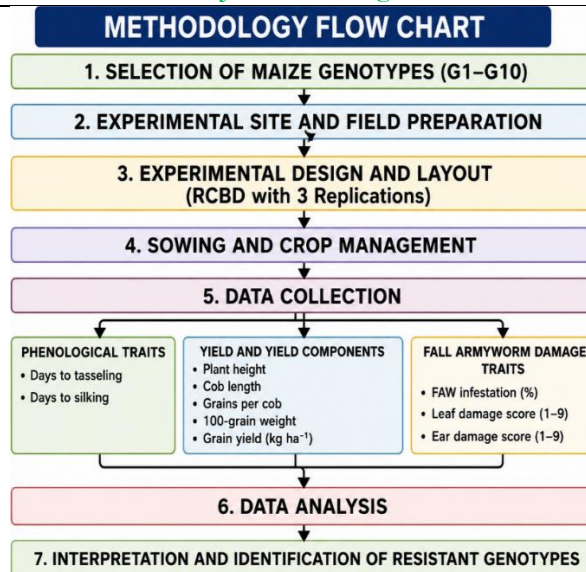 METHODOLOGY FLOW CHART
1. SELECTION OF MAIZE GENOTYPES (G1–G10)
2. EXPERIMENTAL SITE AND FIELD PREPARATION
3. EXPERIMENTAL DESIGN AND LAYOUT
(RCBD with 3 Replications)
4. SOWING AND CROP MANAGEMENT
5. DATA COLLECTION
PHENOLOGICAL TRAITS
• Days to tasseling
• Days to silking
YIELD AND YIELD COMPONENTS
• Plant height
• Cob length
• Grains per cob
• 100-grain weight
• Grain yield (kg ha⁻¹)
FALL ARMYWORM DAMAGE
TRAITS
• FAW infestation (%)
• Leaf damage score (1–9)
• Ear damage score (1–9)
6. DATA ANALYSIS
7. INTERPRETATION AND IDENTIFICATION OF RESISTANT GENOTYPES